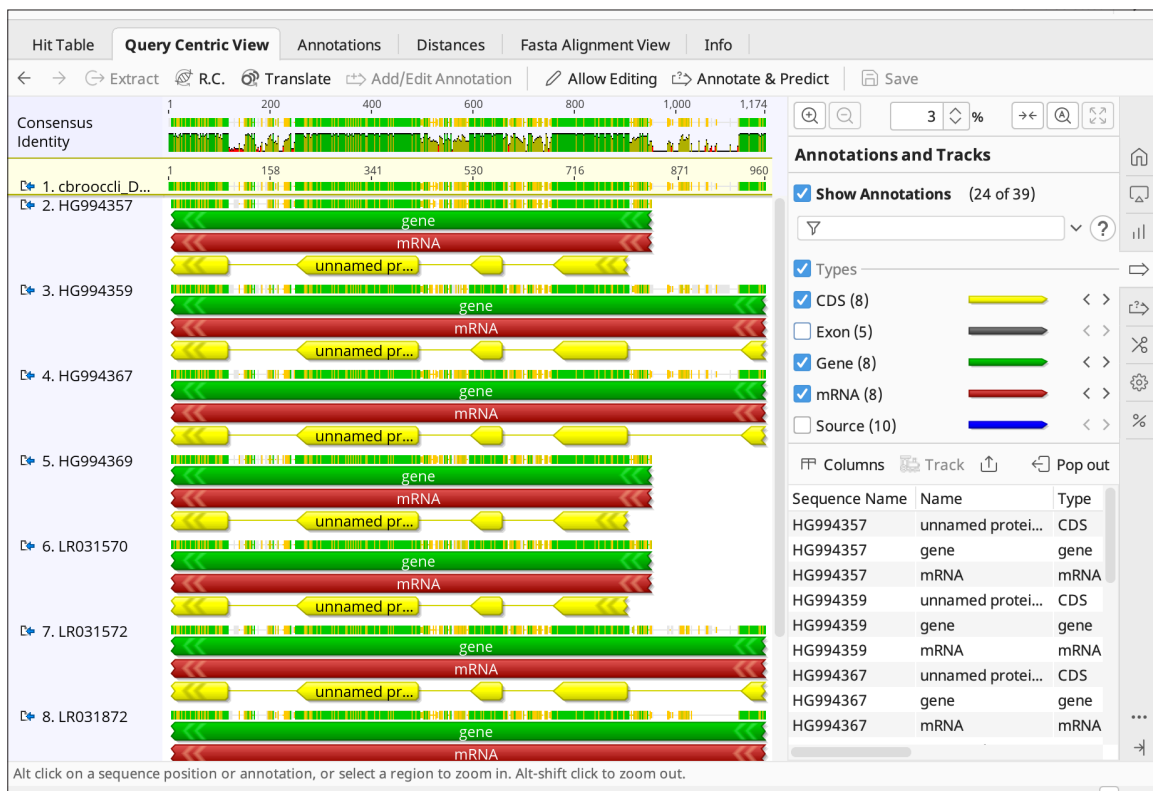 Hit Table Query Centric View Annotations Distances Fasta Alignment View Info
Extract R.C. Translate Add/Edit Annotation Allow Editing Annotate & Predict Save
1 200 400 600 800 1,000 1,174
Consensus
Identity
1 158 341 530 716 871 960
1. cbrooccli_D...
2. HG994357
gene
mRNA
unnamed pr...
3. HG994359
gene
mRNA
unnamed pr...
4. HG994367
gene
mRNA
unnamed pr...
5. HG994369
gene
mRNA
unnamed pr...
6. LR031570
gene
mRNA
unnamed pr...
7. LR031572
gene
mRNA
unnamed pr...
8. LR031872
gene
mRNA
3 %
Annotations and Tracks
Show Annotations (24 of 39)
?
Types
CDS (8)
Exon (5)
Gene (8)
mRNA (8)
Source (10)
Columns Track Pop out
Sequence Name Name Type
HG994357 unnamed protei... CDS
HG994357 gene gene
HG994357 mRNA mRNA
HG994359 unnamed protei... CDS
HG994359 gene gene
HG994359 mRNA mRNA
HG994367 unnamed protei... CDS
HG994367 gene gene
HG994367 mRNA mRNA
Alt click on a sequence position or annotation, or select a region to zoom in. Alt-shift click to zoom out.